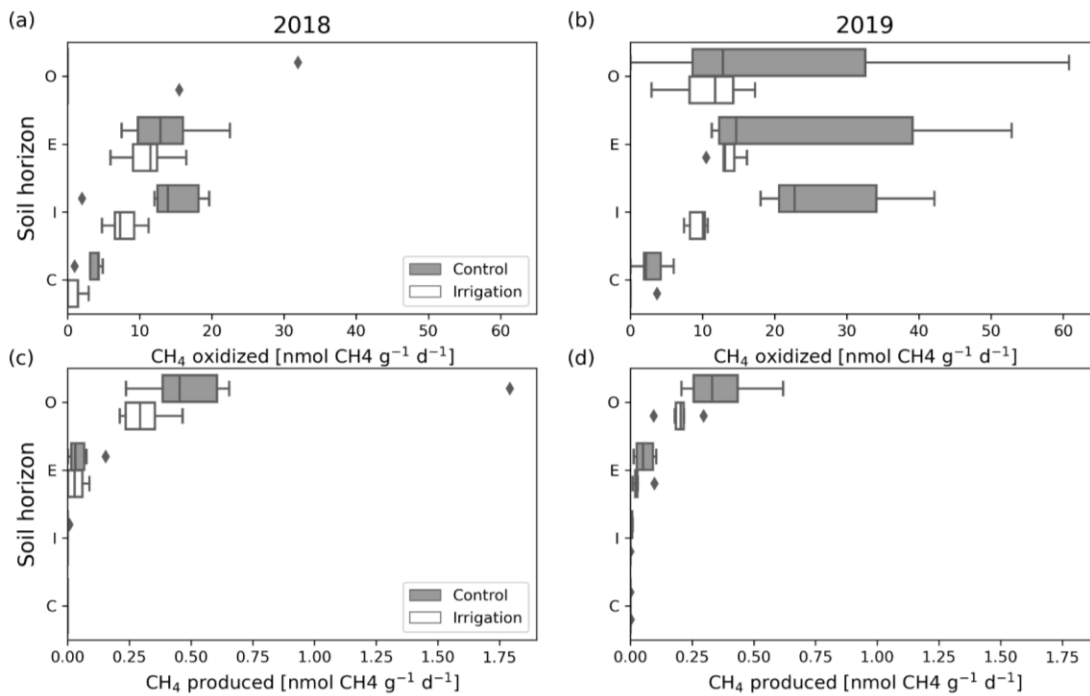 (a) 2018
(b) 2019
Soil horizon
O
E
I
C
Control
Irrigation
0 10 20 30 40 50 60
CH₄ oxidized [nmol CH4 g⁻¹ d⁻¹]
0 10 20 30 40 50 60
CH₄ oxidized [nmol CH4 g⁻¹ d⁻¹]
O
E
I
C
(c)
(d)
Soil horizon
O
E
I
C
Control
Irrigation
0.00 0.25 0.50 0.75 1.00 1.25 1.50 1.75
CH₄ produced [nmol CH4 g⁻¹ d⁻¹]
O
E
I
C
0.00 0.25 0.50 0.75 1.00 1.25 1.50 1.75
CH₄ produced [nmol CH4 g⁻¹ d⁻¹]